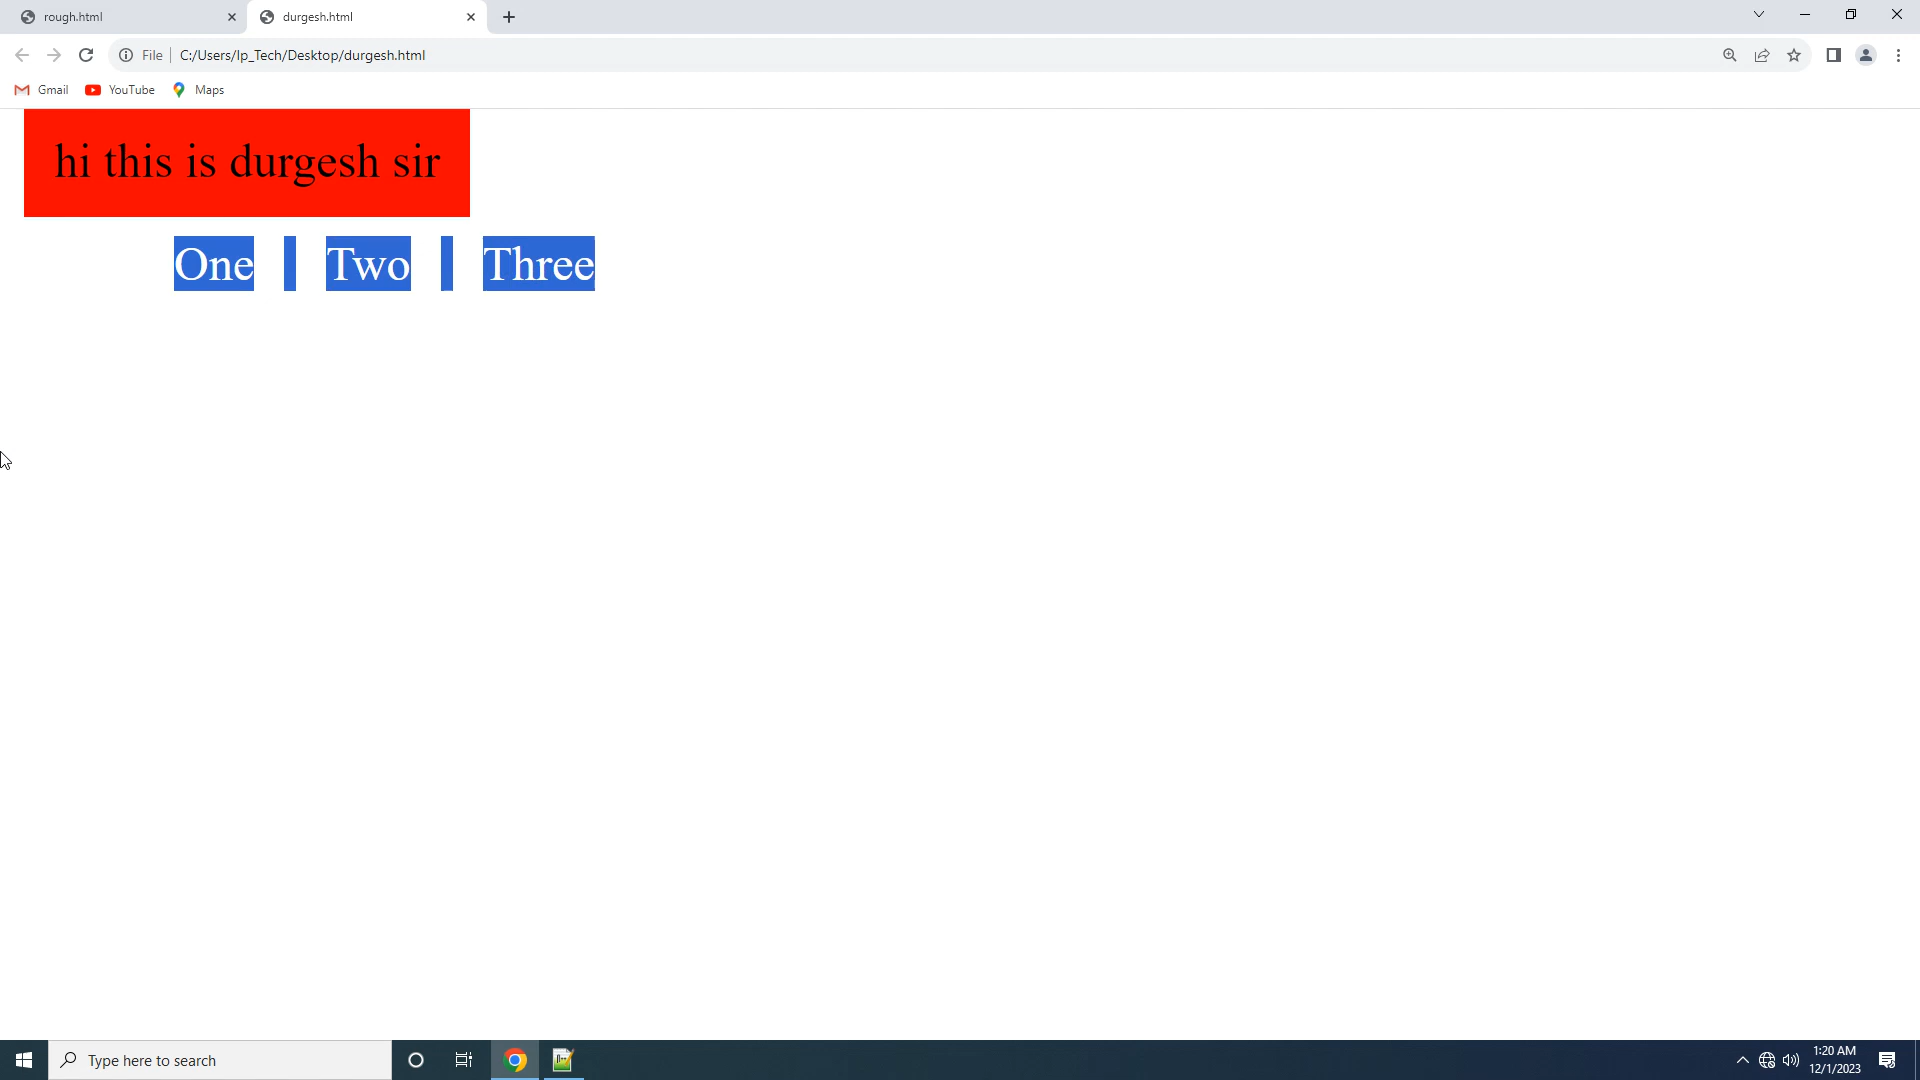 rough.html
durgesh.html
File
C:/Users/Ip_Tech/Desktop/durgesh.html
Gmail
YouTube
Maps
hi this is durgesh sir
One Two Three
Type here to search
1:20 AM
12/1/2023